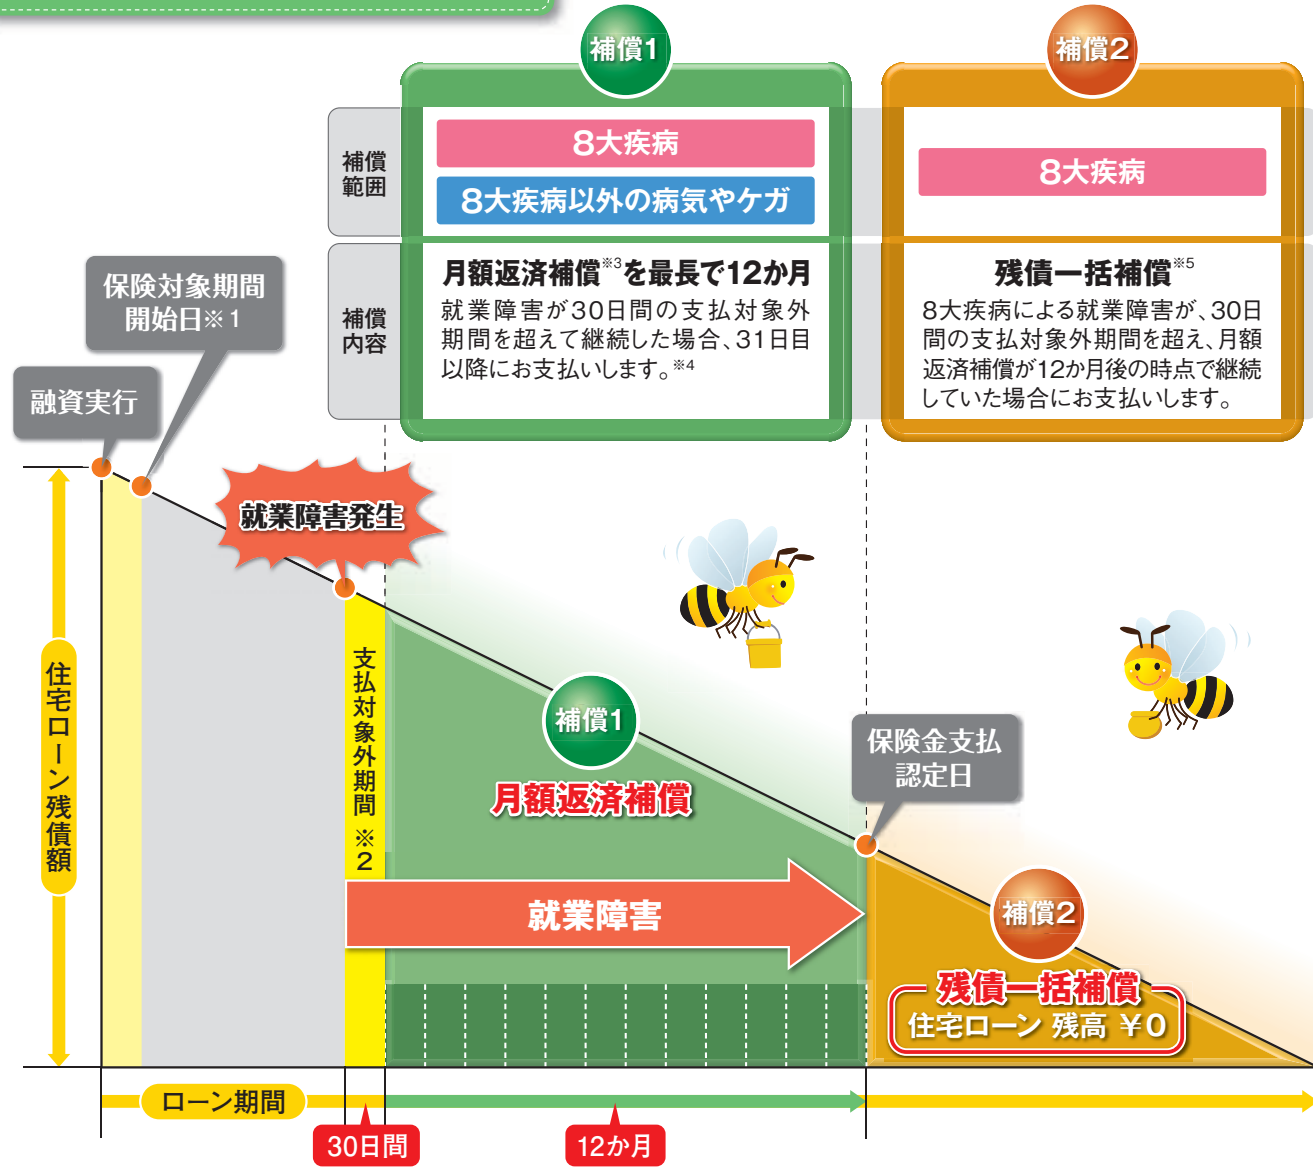 補償1
補償2
補償
範囲
8大疾病
8大疾病以外の病気やケガ
8大疾病
補償
内容
月額返済補償※3を最長で12か月
就業障害が30日間の支払対象外
期間を超えて継続した場合、31日目
以降にお支払いします。※4
残債一括補償※5
8大疾病による就業障害が、30日
間の支払対象外期間を超え、月額
返済補償が12か月後の時点で継続
していた場合にお支払いします。
保険対象期間
開始日※1
融資実行
就業障害発生
住宅ローン残債額
支払対象外期間※2
補償1
月額返済補償
保険金支払
認定日
就業障害
補償2
残債一括補償
住宅ローン 残高 ¥0
ローン期間
30日間
12か月